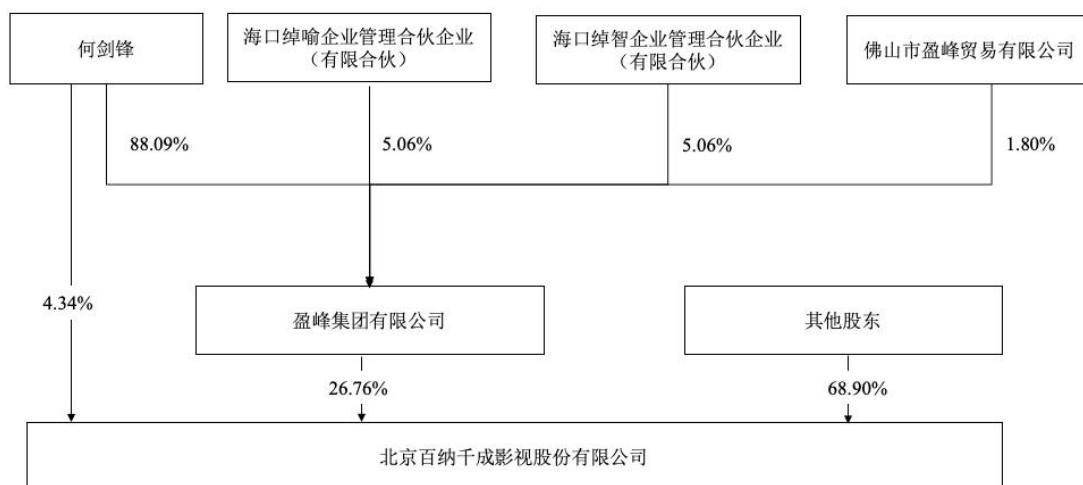 何剑锋
海口绰喻企业管理合伙企业
（有限合伙）
海口绰智企业管理合伙企业
（有限合伙）
佛山市盈峰贸易有限公司
88.09%
5.06%
5.06%
1.80%
4.34%
盈峰集团有限公司
其他股东
26.76%
68.90%
北京百纳千成影视股份有限公司